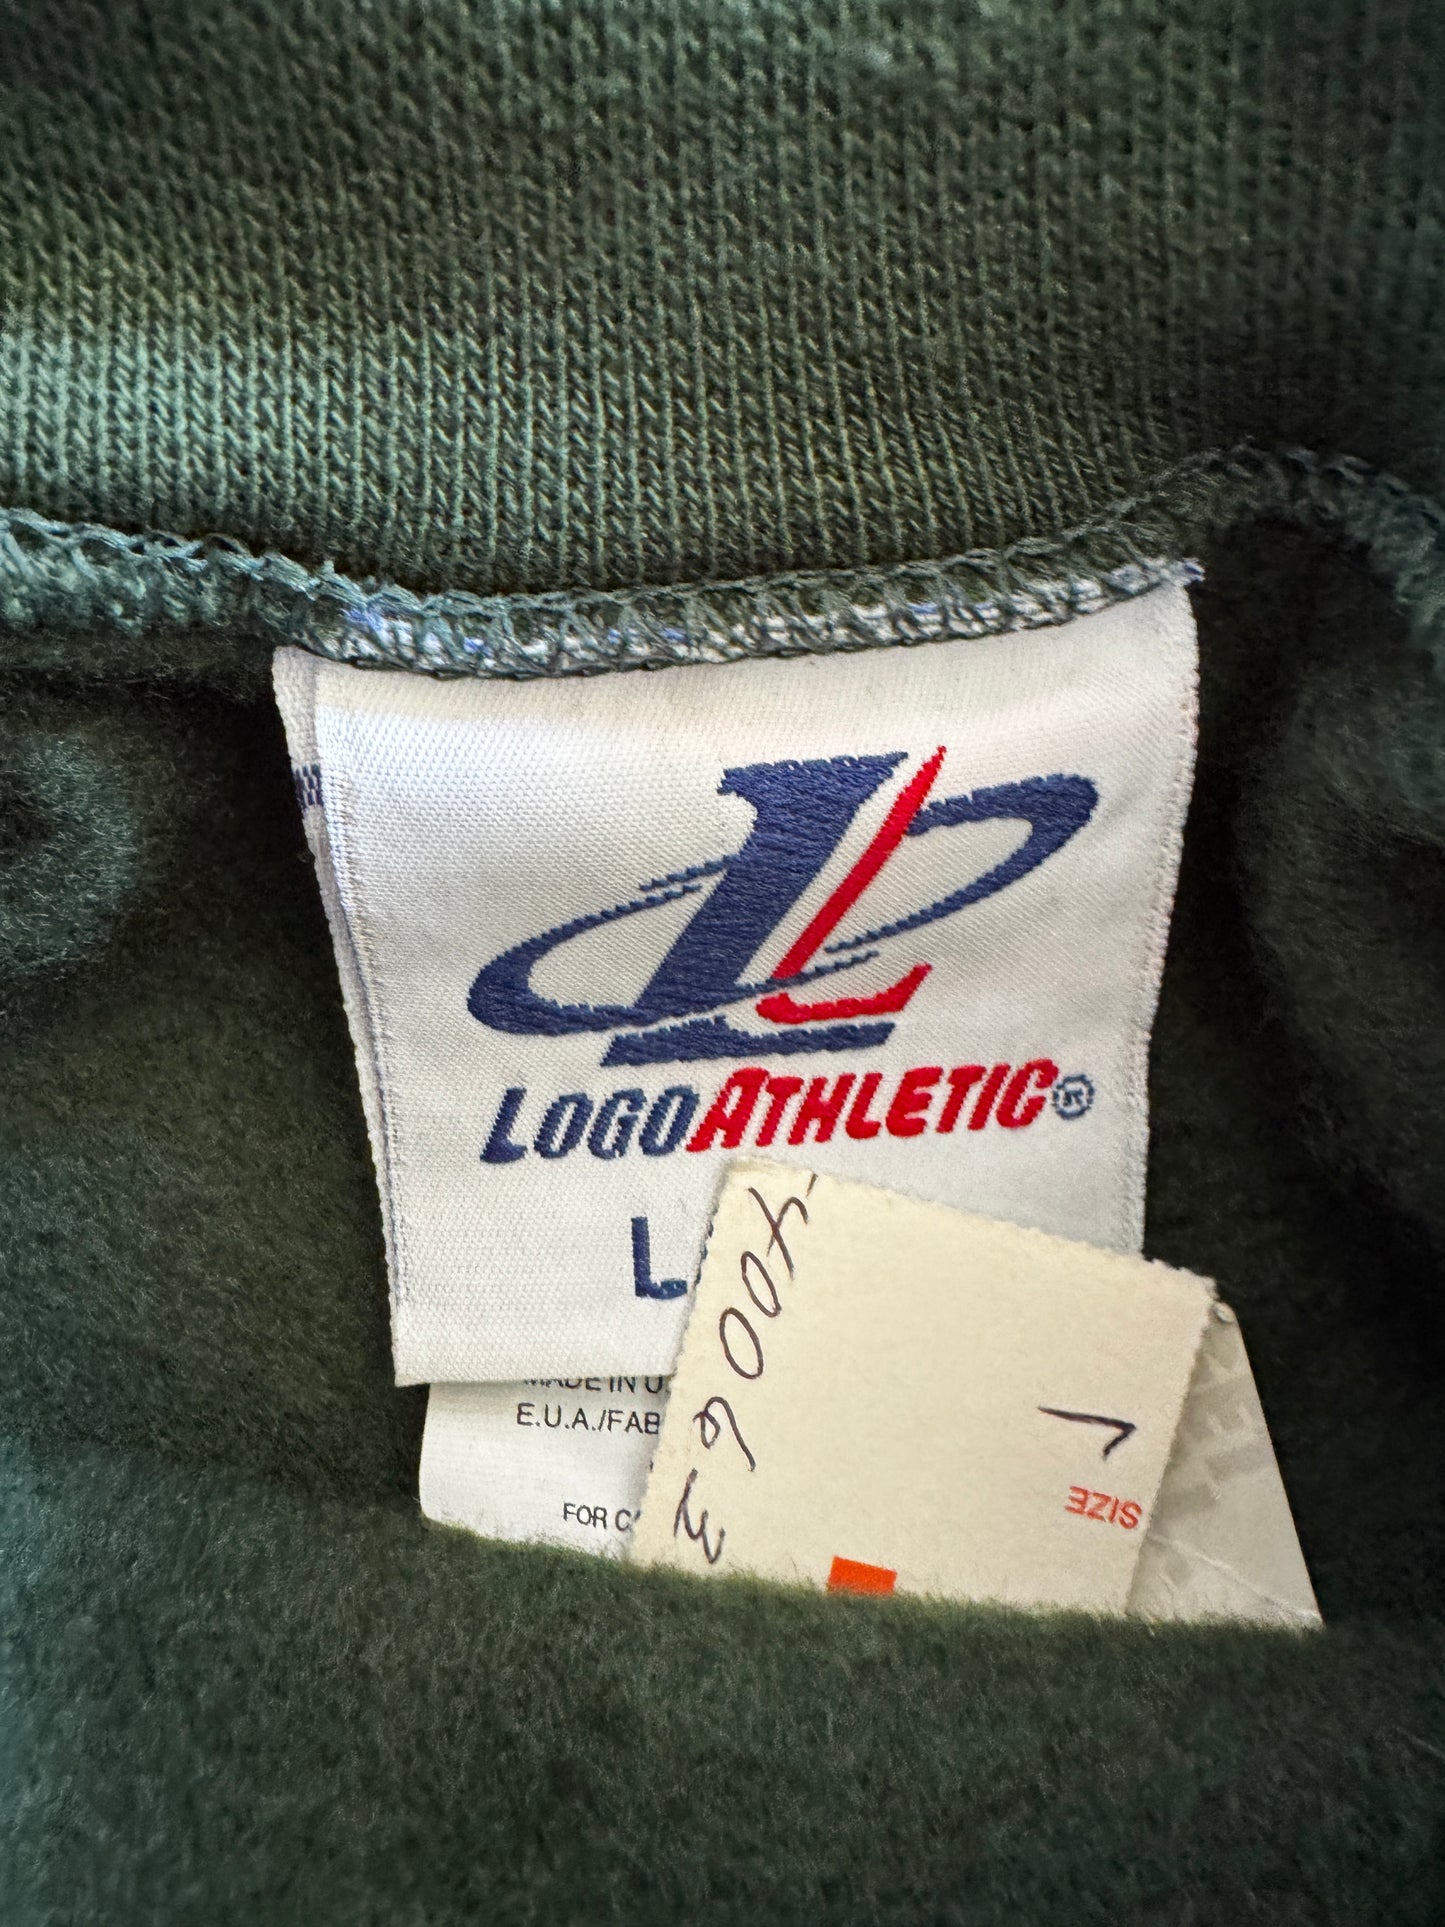 LOGOATHLETIC®
L
MADE IN U.
E.U.A./FAB
FOR
SIZE
L